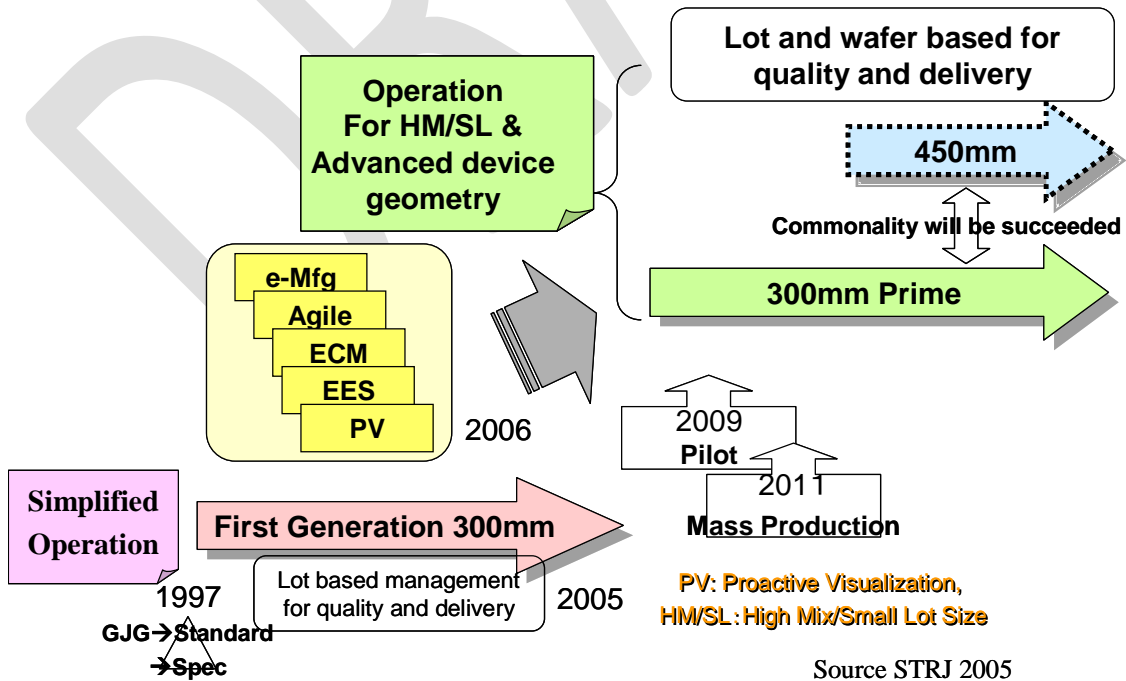 Lot and wafer based for
quality and delivery
Operation
For HM/SL &
Advanced device
geometry
450mm
Commonality will be succeeded
300mm Prime
e-Mfg
Agile
ECM
EES
PV
2006
2009
Pilot
2011
Mass Production
Simplified
Operation
First Generation 300mm
Lot based management
for quality and delivery
1997
2005
GJG→Standard
→Spec
PV: Proactive Visualization,
HM/SL:High Mix/Small Lot Size
Source STRJ 2005